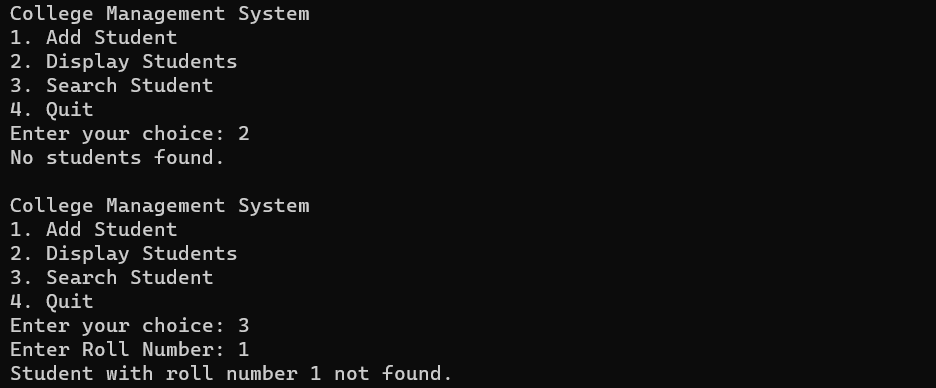 College Management System
1. Add Student
2. Display Students
3. Search Student
4. Quit
Enter your choice: 2
No students found.

College Management System
1. Add Student
2. Display Students
3. Search Student
4. Quit
Enter your choice: 3
Enter Roll Number: 1
Student with roll number 1 not found.